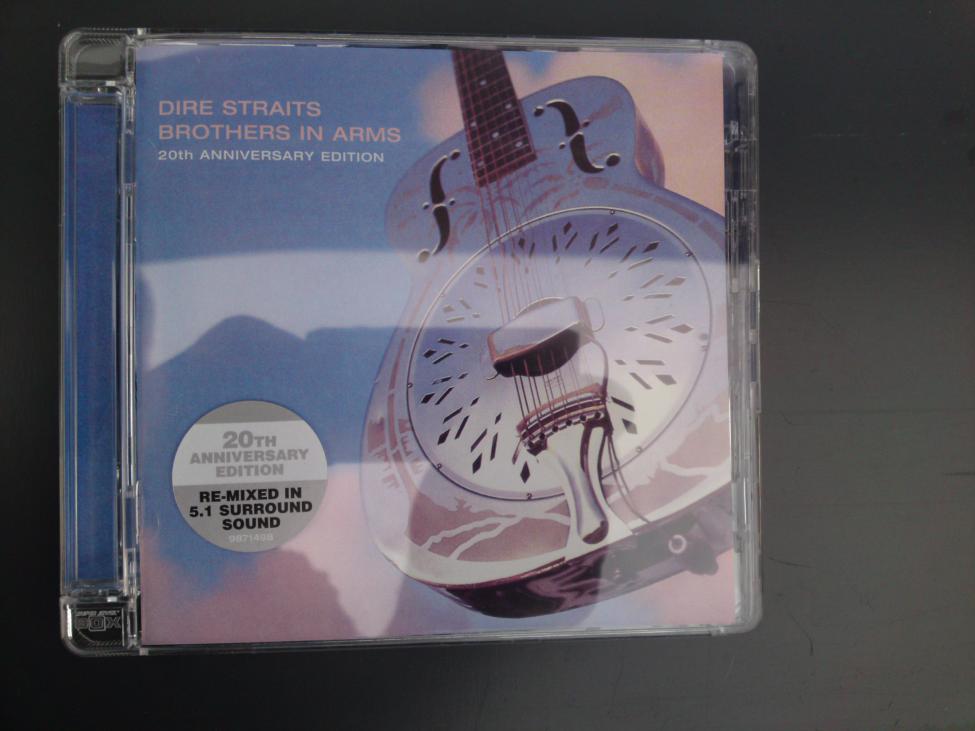 DIRE STRAITS
BROTHERS IN ARMS
20th ANNIVERSARY EDITION
20TH
ANNIVERSARY
EDITION
RE-MIXED IN
5.1 SURROUND
SOUND
9871498